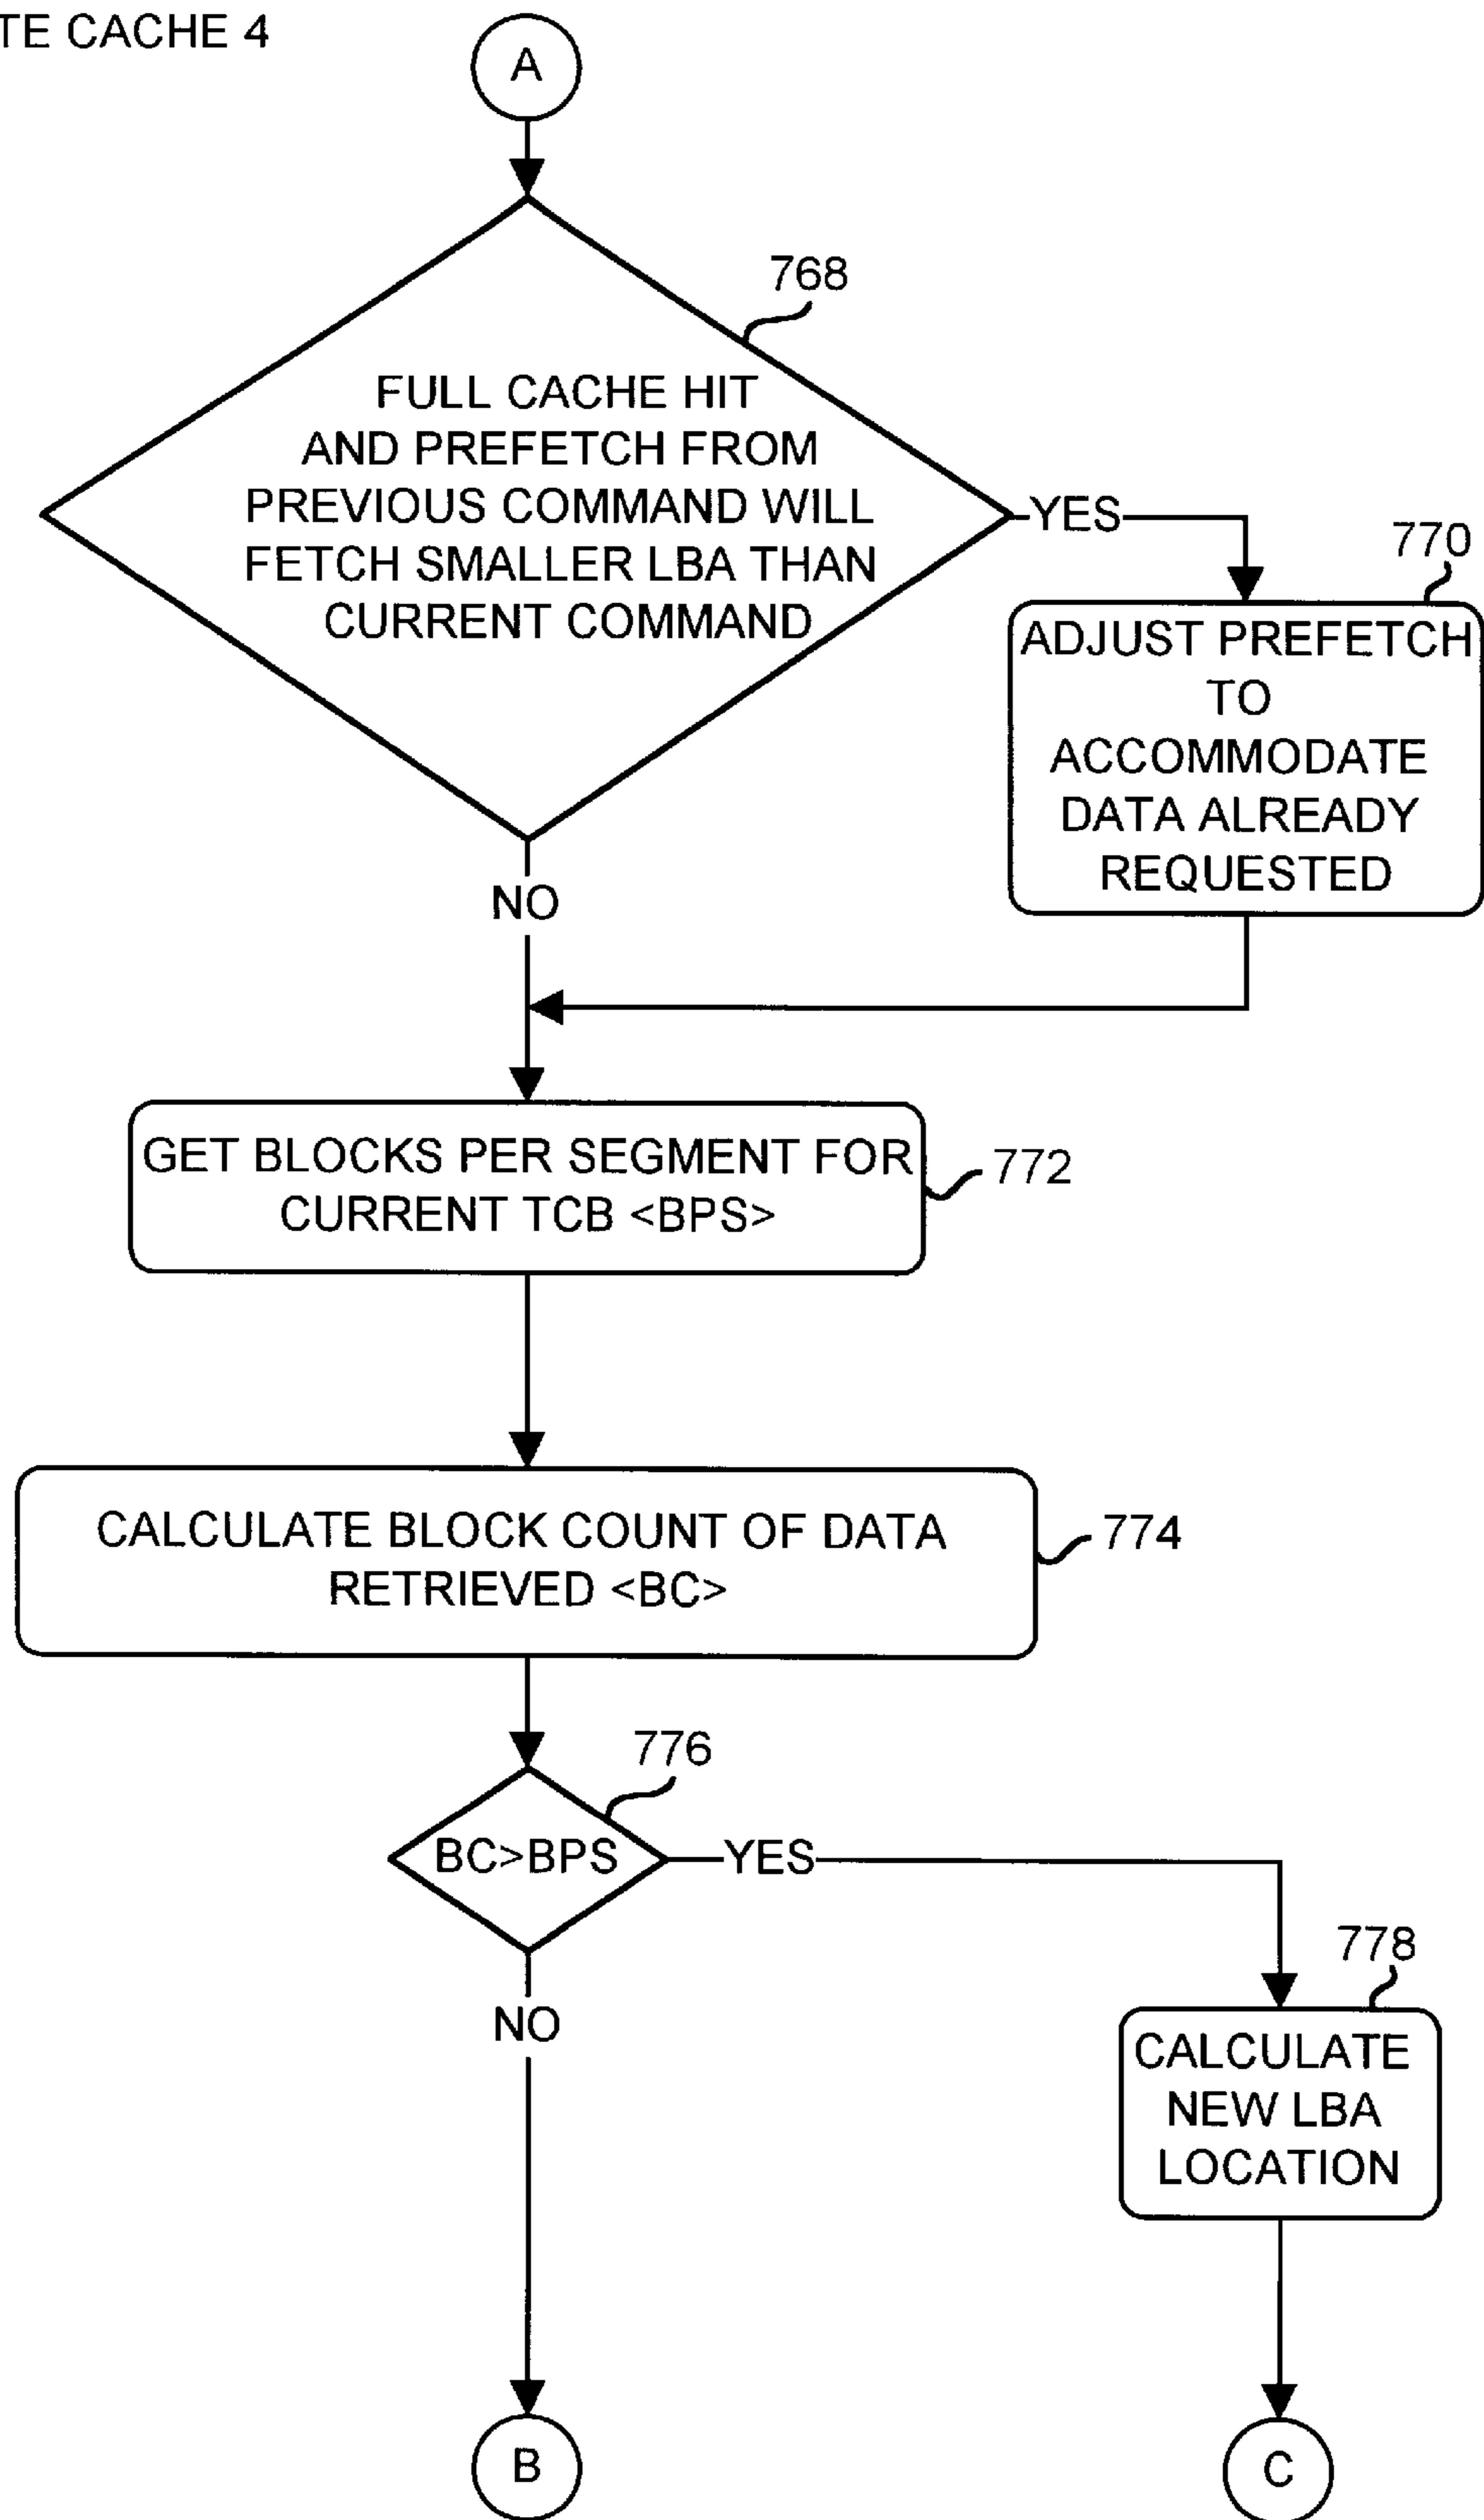 TE CACHE 4
A
768
FULL CACHE HIT
AND PREFETCH FROM
PREVIOUS COMMAND WILL
FETCH SMALLER LBA THAN
CURRENT COMMAND
YES
770
ADJUST PREFETCH
TO
ACCOMMODATE
DATA ALREADY
REQUESTED
NO
GET BLOCKS PER SEGMENT FOR
CURRENT TCB <BPS>
772
CALCULATE BLOCK COUNT OF DATA
RETRIEVED <BC>
774
776
BC>BPS
YES
778
CALCULATE
NEW LBA
LOCATION
NO
B
C